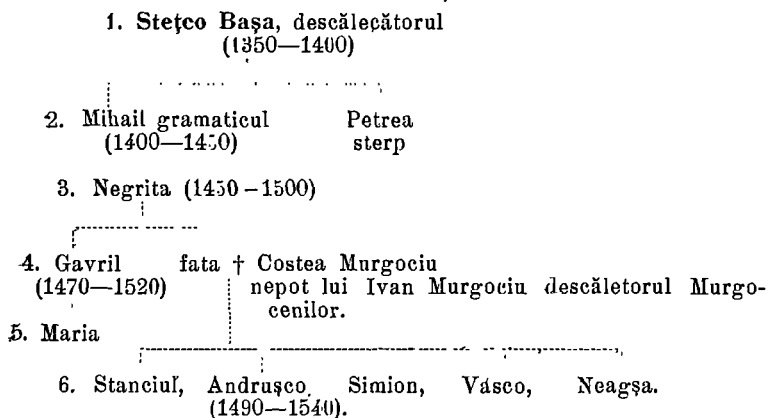 1. Stețco Bașa, descălecătorul
(1350—1400)
2. Mihail gramaticul Petrea
(1400—1450) sterp
3. Negrita (1450–1500)
4. Gavril fata † Costea Murgociu
(1470—1520) nepot lui Ivan Murgociu descăletorul Murgo-
cenilor.
5. Maria
6. Stanciuľ, Andrușco, Simion, Vasco, Neagșa.
(1490—1540).